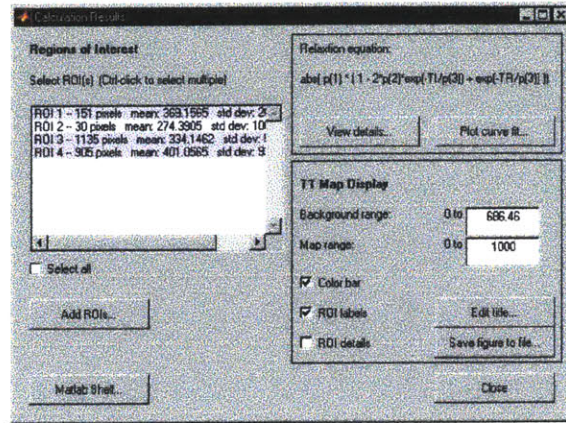 Calculation Results
Regions of Interest
Select ROI(s) (Ctrl-click to select multiple)
ROI 1 -- 151 pixels mean: 369.1565 std dev: 2
ROI 2 -- 30 pixels mean: 274.3905 std dev: 10
ROI 3 -- 1135 pixels mean: 334.1462 std dev:
ROI 4 -- 905 pixels mean: 401.0565 std dev: 9
Select all
Add ROIs...
Matlab Shell...
Relaxtion equation:
abs( p(1) * ( 1 - 2*p(2)*exp(-TI/p(3)) + exp(-TR/p(3)) ))
View details...
Plot curve fit...
T1 Map Display
Background range: 0 to 686.46
Map range: 0 to 1000
Color bar
ROI labels
Edit title...
ROI details
Save figure to file...
Close